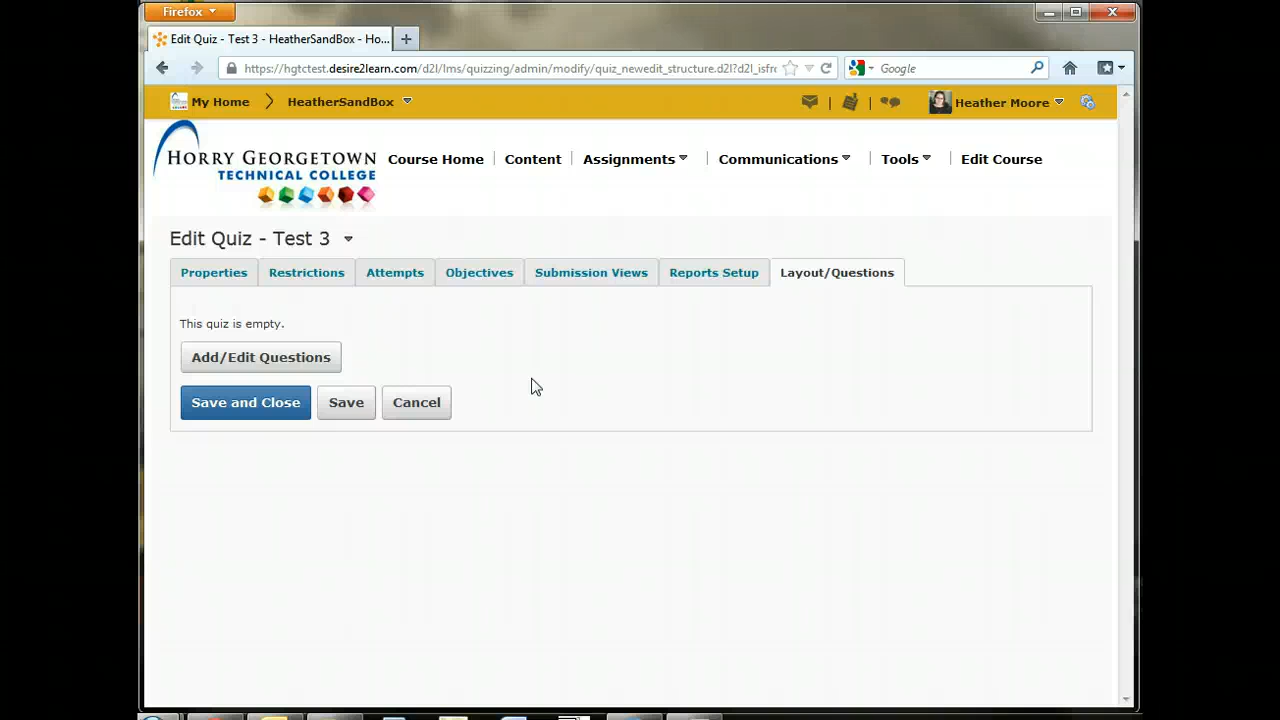 Firefox
Edit Quiz - Test 3 - HeatherSandBox - Ho...
https://hgtctest.desire2learn.com/d2l/lms/quizzing/admin/modify/quiz_newedit_structure.d2l?d2l_isfr
Google
My Home HeatherSandBox Heather Moore
HORRY GEORGETOWN
TECHNICAL COLLEGE
Course Home Content Assignments Communications Tools Edit Course
Edit Quiz - Test 3
Properties Restrictions Attempts Objectives Submission Views Reports Setup Layout/Questions
This quiz is empty.
Add/Edit Questions
Save and Close Save Cancel